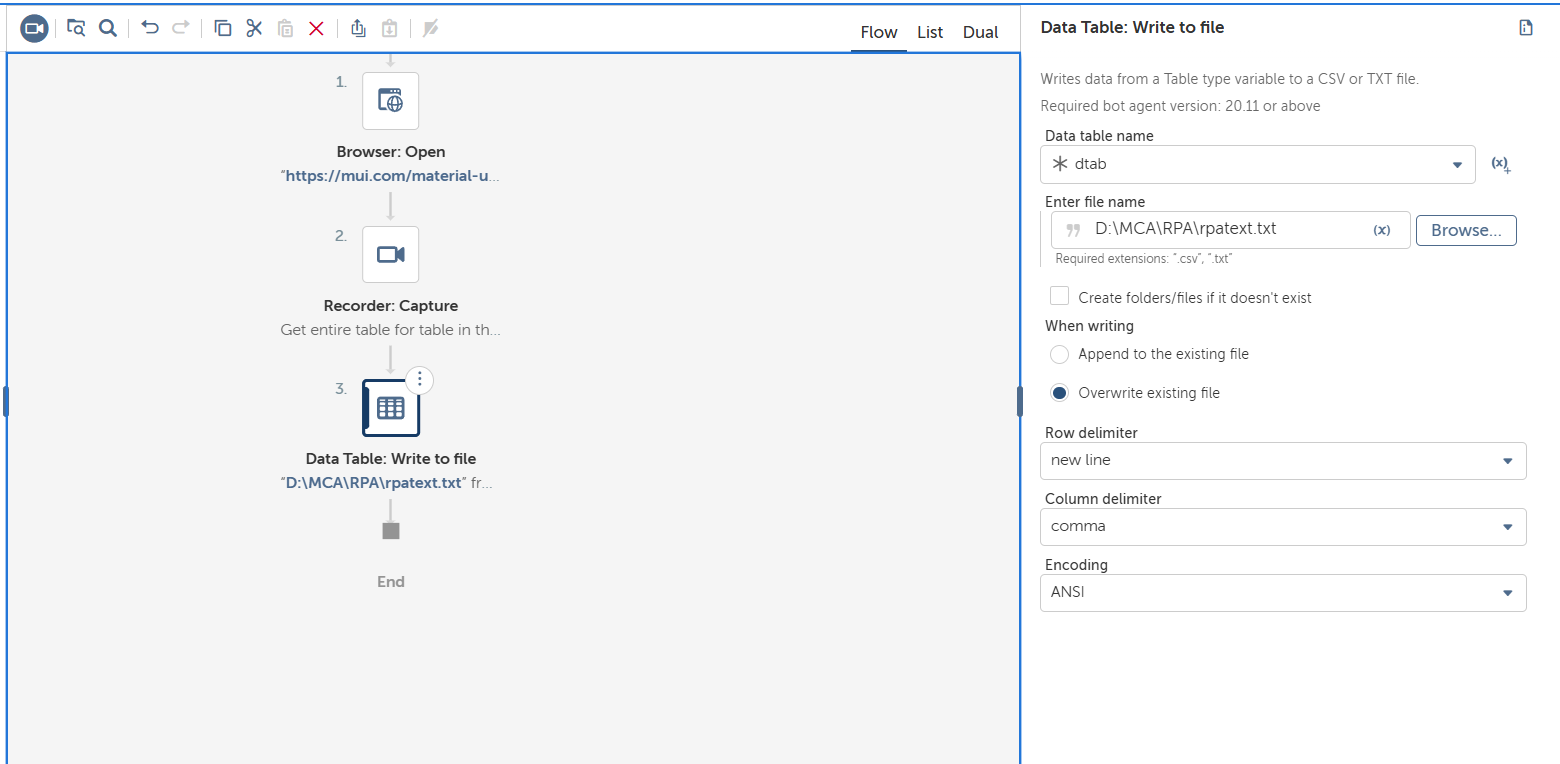 Flow List Dual
1.
Browser: Open
“https://mui.com/material-u...
2.
Recorder: Capture
Get entire table for table in th...
3.
Data Table: Write to file
“D:\MCA\RPA\rpatext.txt” fr...
End
Data Table: Write to file
Writes data from a Table type variable to a CSV or TXT file.
Required bot agent version: 20.11 or above
Data table name
dtab
(x)+
Enter file name
D:\MCA\RPA\rpatext.txt (x) Browse...
Required extensions: ".csv", ".txt"
Create folders/files if it doesn't exist
When writing
Append to the existing file
Overwrite existing file
Row delimiter
new line
Column delimiter
comma
Encoding
ANSI